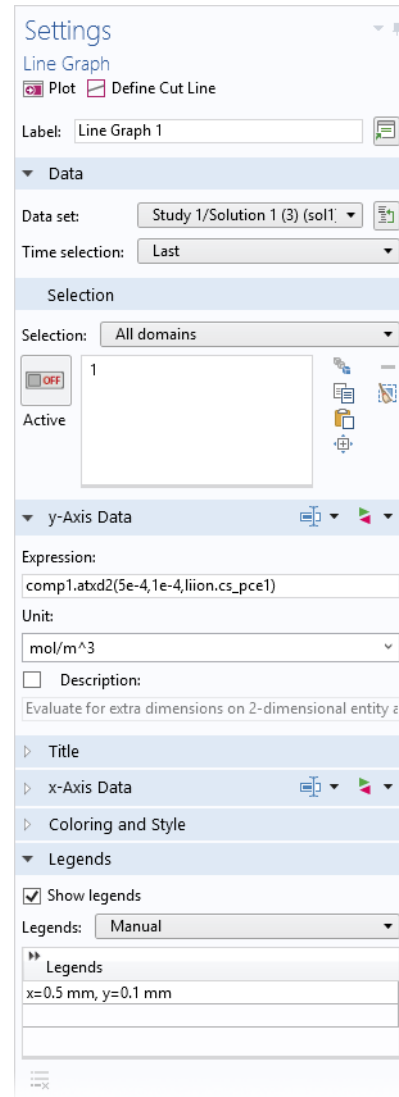 Settings
Line Graph
Plot Define Cut Line
Label: Line Graph 1
Data
Data set: Study 1/Solution 1 (3) (sol1)
Time selection: Last
Selection
Selection: All domains
OFF 1
Active
y-Axis Data
Expression:
comp1.atxd2(5e-4,1e-4,liion.cs_pce1)
Unit:
mol/m^3
Description:
Evaluate for extra dimensions on 2-dimensional entity a
Title
x-Axis Data
Coloring and Style
Legends
Show legends
Legends: Manual
Legends
x=0.5 mm, y=0.1 mm